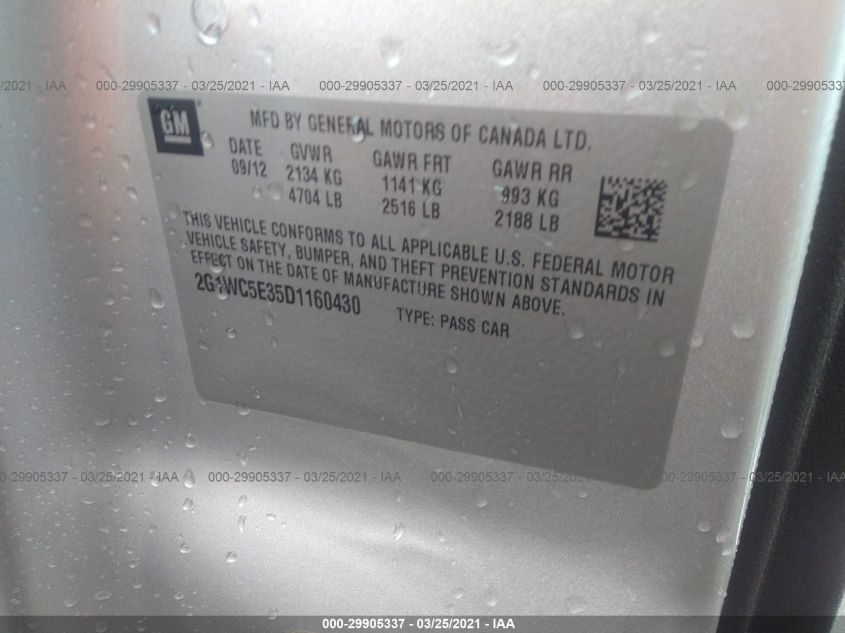 /2021 - IAA 000-29905337 - 03/25/2021 - IAA 000-29905337 - 03/25/2021 - IAA 000-29905337 - 03/25/2021 - IAA 000-29905337 - 03/2
GM
MFD BY GENERAL MOTORS OF CANADA LTD.
DATE GVWR GAWR FRT GAWR RR
09/12 2134 KG 1141 KG 993 KG
4704 LB 2516 LB 2188 LB
THIS VEHICLE CONFORMS TO ALL APPLICABLE U.S. FEDERAL MOTOR
VEHICLE SAFETY, BUMPER, AND THEFT PREVENTION STANDARDS IN
EFFECT ON THE DATE OF MANUFACTURE SHOWN ABOVE.
2G1WC5E35D1160430 TYPE: PASS CAR
000-29905337 - 03/25/2021 - IAA 000-29905337 - 03/25/2021 - IAA 000-29905337 - 03/25/2021 - IAA 000-29905337 - 03/25/2021 - IAA
000-29905337 - 03/25/2021 - IAA